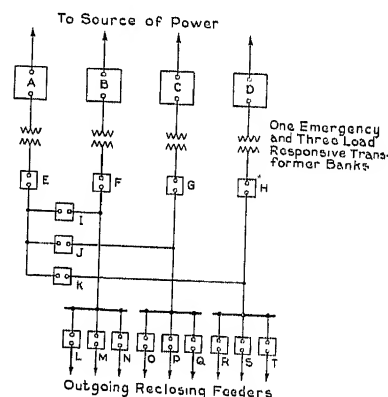 To Source of Power
A
B
C
D
One Emergency
and Three Load
Responsive Trans-
former Banks
E
F
G
H
I
J
K
L
M
N
O
P
Q
R
S
T
Outgoing Reclosing Feeders